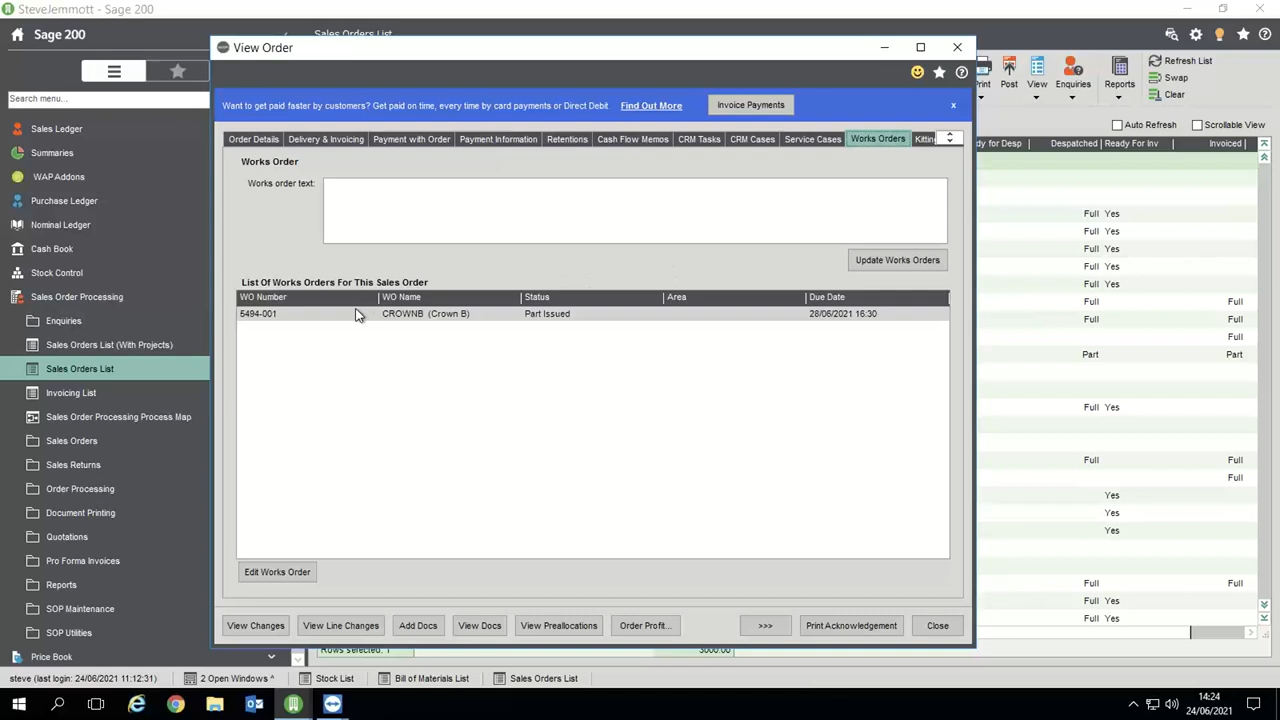 SteveJemmott - Sage 200
Sage 200
Sales Orders List
View Order
Search menu...
Want to get paid faster by customers? Get paid on time, every time by card payments or Direct Debit Find Out More Invoice Payments x
Refresh List
Swap
Clear
Print Post View Enquiries Reports
Auto Refresh Scrollable View
Order Details Delivery & Invoicing Payment with Order Payment Information Retentions Cash Flow Memos CRM Tasks CRM Cases Service Cases Works Orders Kitting
y for Desp Despatched Ready For Inv Invoiced
Works Order
Works order text:
Update Works Orders
List Of Works Orders For This Sales Order
WO Number WO Name Status Area Due Date
5494-001 CROWNB (Crown B) Part Issued 28/06/2021 16:30
Edit Works Order
View Changes View Line Changes Add Docs View Docs View Preallocations Order Profit... >>> Print Acknowledgement Close
Sales Ledger
Summaries
WAP Addons
Purchase Ledger
Nominal Ledger
Cash Book
Stock Control
Sales Order Processing
Enquiries
Sales Orders List (With Projects)
Sales Orders List
Invoicing List
Sales Order Processing Process Map
Sales Orders
Sales Returns
Order Processing
Document Printing
Quotations
Pro Forma Invoices
Reports
SOP Maintenance
SOP Utilities
Price Book
Full Yes
Full Yes
Full Yes
Full Yes
Full Yes
Full Full
Full Full
Full
Part Part
Full Yes
Full Full
Full
Yes
Yes
Yes
Full Full
Full Yes
Full Yes
Rows selected: 1 3000.00
steve (last login: 24/06/2021 11:12:31) 2 Open Windows ^ Stock List Bill of Materials List Sales Orders List
14:24
24/06/2021